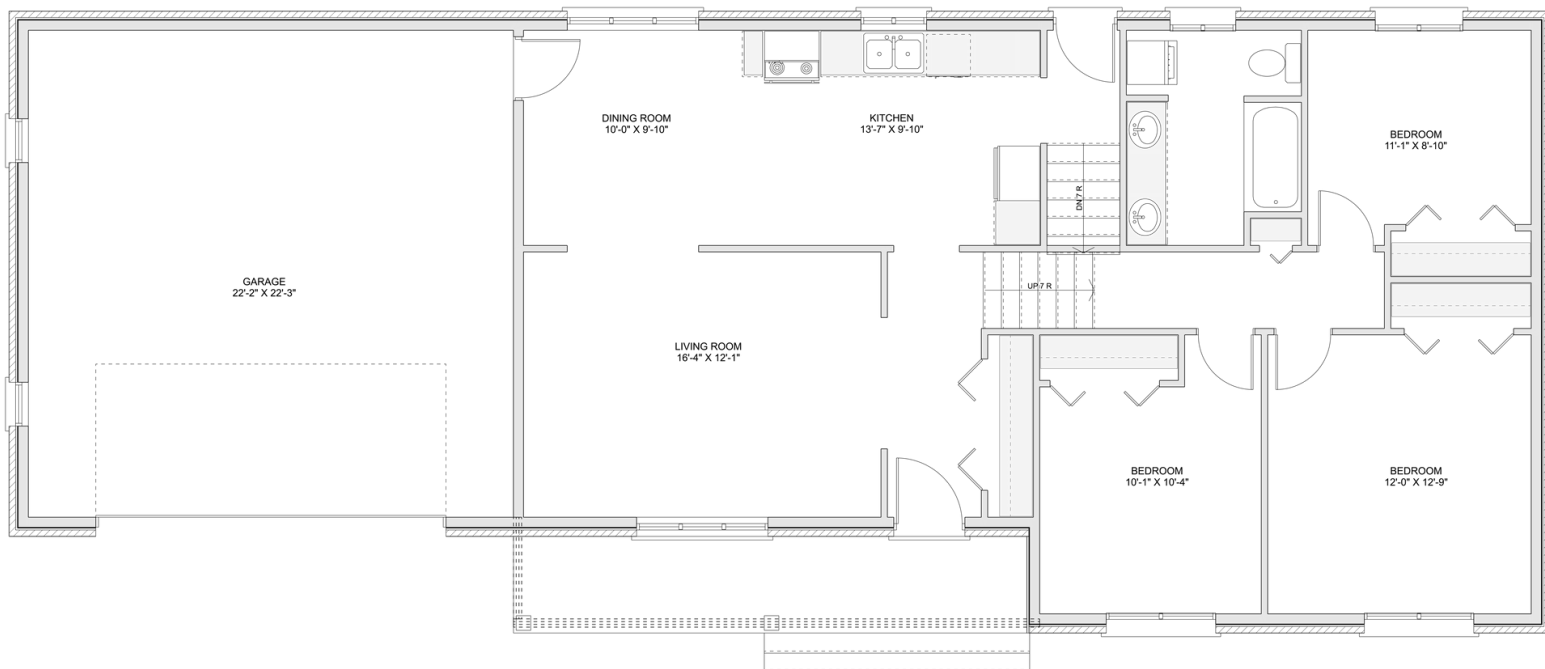 DINING ROOM
10'-0" X 9'-10"
KITCHEN
13'-7" X 9'-10"
BEDROOM
11'-1" X 8'-10"
DN 7 R
GARAGE
22'-2" X 22'-3"
UP 7 R
LIVING ROOM
16'-4" X 12'-1"
BEDROOM
10'-1" X 10'-4"
BEDROOM
12'-0" X 12'-9"